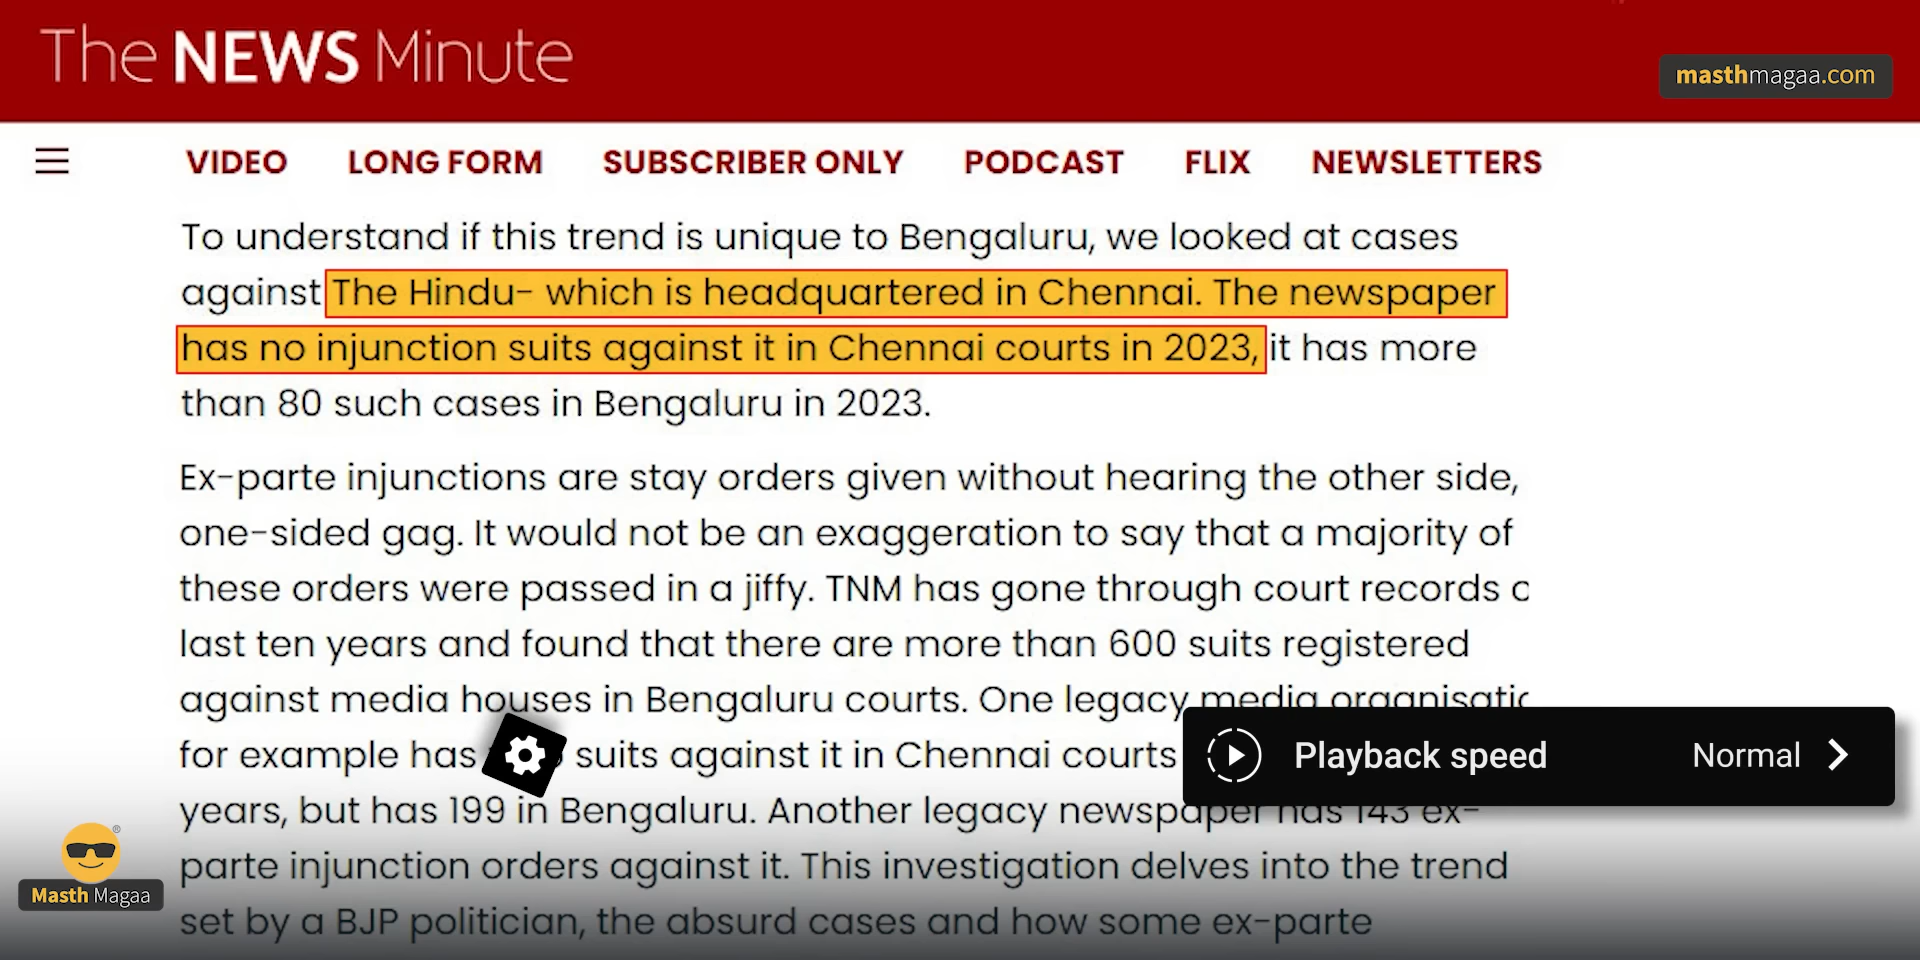 The NEWS Minute
masthmagaa.com
VIDEO LONG FORM SUBSCRIBER ONLY PODCAST FLIX NEWSLETTERS
To understand if this trend is unique to Bengaluru, we looked at cases
against The Hindu- which is headquartered in Chennai. The newspaper
has no injunction suits against it in Chennai courts in 2023, it has more
than 80 such cases in Bengaluru in 2023.
Ex-parte injunctions are stay orders given without hearing the other side,
one-sided gag. It would not be an exaggeration to say that a majority of
these orders were passed in a jiffy. TNM has gone through court records
last ten years and found that there are more than 600 suits registered
against media houses in Bengaluru courts. One legacy media
for example has suits against it in Chennai courts
Playback speed Normal
years, but has 199 in Bengaluru. Another legacy newspaper has 143 ex-
parte injunction orders against it. This investigation delves into the trend
set by a BJP politician, the absurd cases and how some ex-parte
®
Masth Magaa